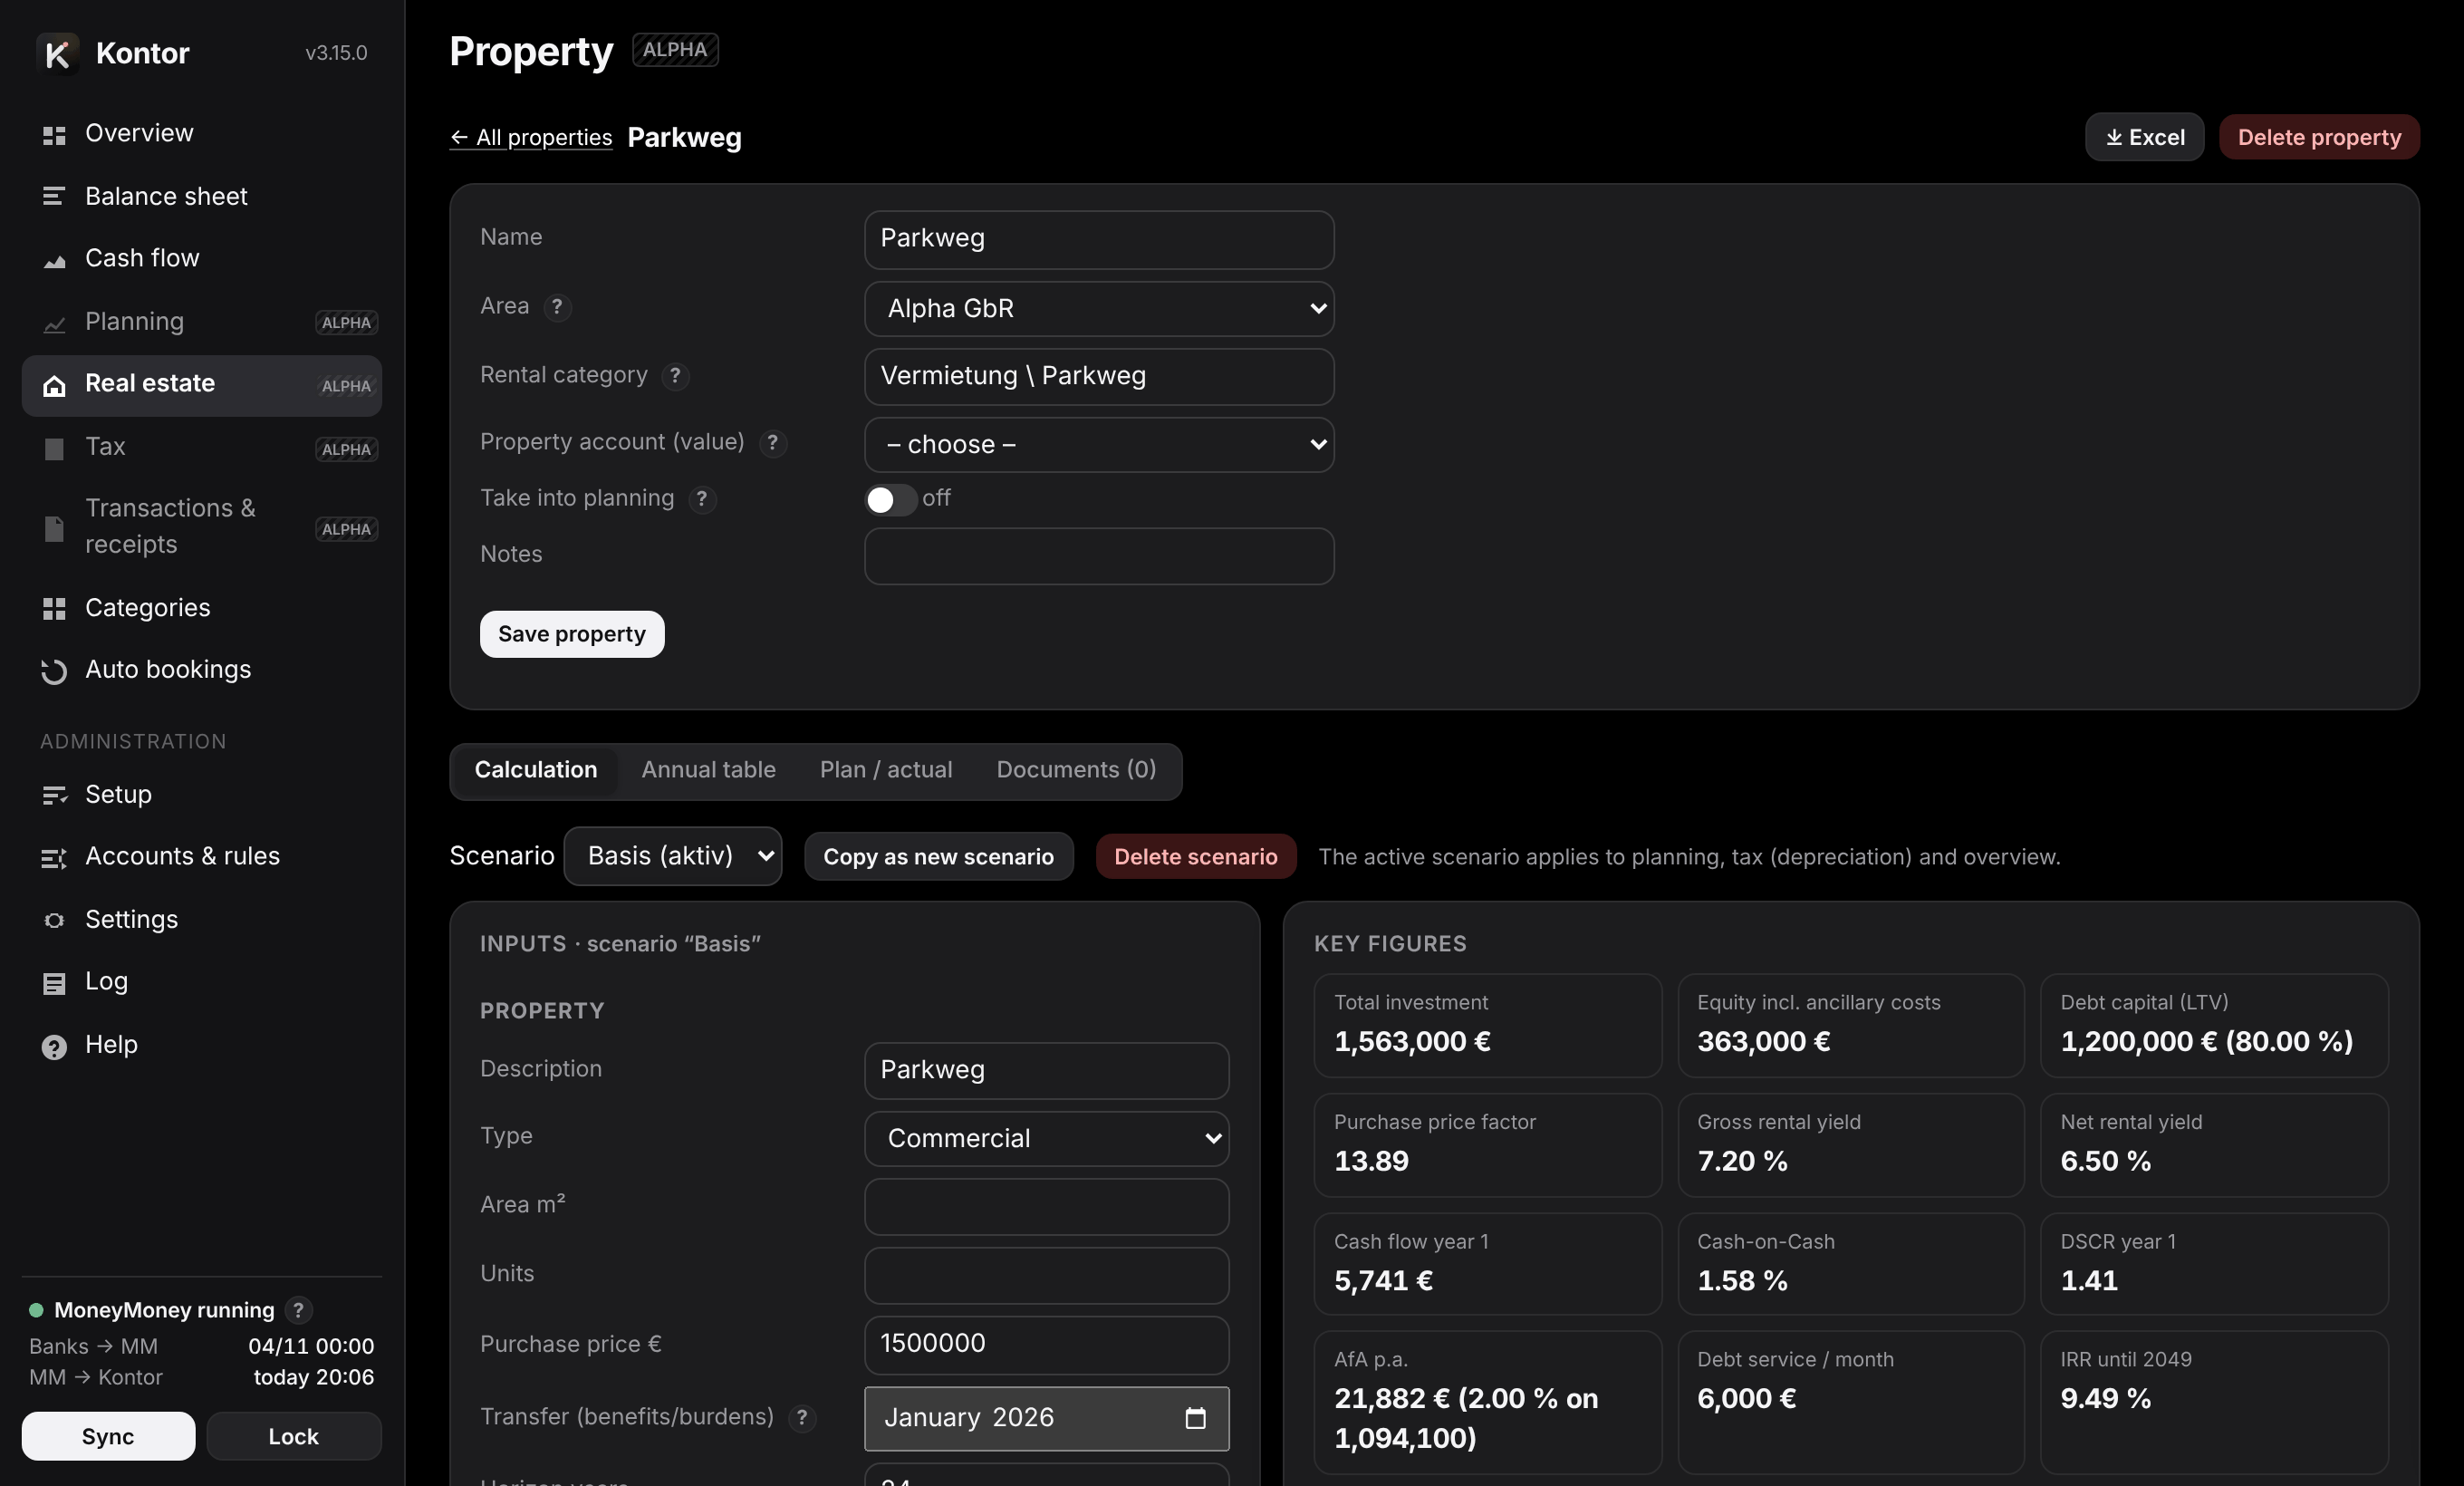 Kontor
v3.15.0
Overview
Balance sheet
Cash flow
Planning ALPHA
Real estate ALPHA
Tax ALPHA
Transactions &
receipts ALPHA
Categories
Auto bookings
ADMINISTRATION
Setup
Accounts & rules
Settings
Log
Help
MoneyMoney running ?
Banks → MM 04/11 00:00
MM → Kontor today 20:06
Sync Lock
Property ALPHA
← All properties Parkweg
Excel Delete property
Name Parkweg
Area ? Alpha GbR
Rental category ? Vermietung \ Parkweg
Property account (value) ? – choose –
Take into planning ? off
Notes
Save property
Calculation Annual table Plan / actual Documents (0)
Scenario Basis (aktiv) Copy as new scenario Delete scenario The active scenario applies to planning, tax (depreciation) and overview.
INPUTS · scenario “Basis”
PROPERTY
Description Parkweg
Type Commercial
Area m²
Units
Purchase price € 1500000
Transfer (benefits/burdens) ? January 2026
KEY FIGURES
Total investment
1,563,000 €
Equity incl. ancillary costs
363,000 €
Debt capital (LTV)
1,200,000 € (80.00 %)
Purchase price factor
13.89
Gross rental yield
7.20 %
Net rental yield
6.50 %
Cash flow year 1
5,741 €
Cash-on-Cash
1.58 %
DSCR year 1
1.41
AfA p.a.
21,882 € (2.00 % on
1,094,100)
Debt service / month
6,000 €
IRR until 2049
9.49 %